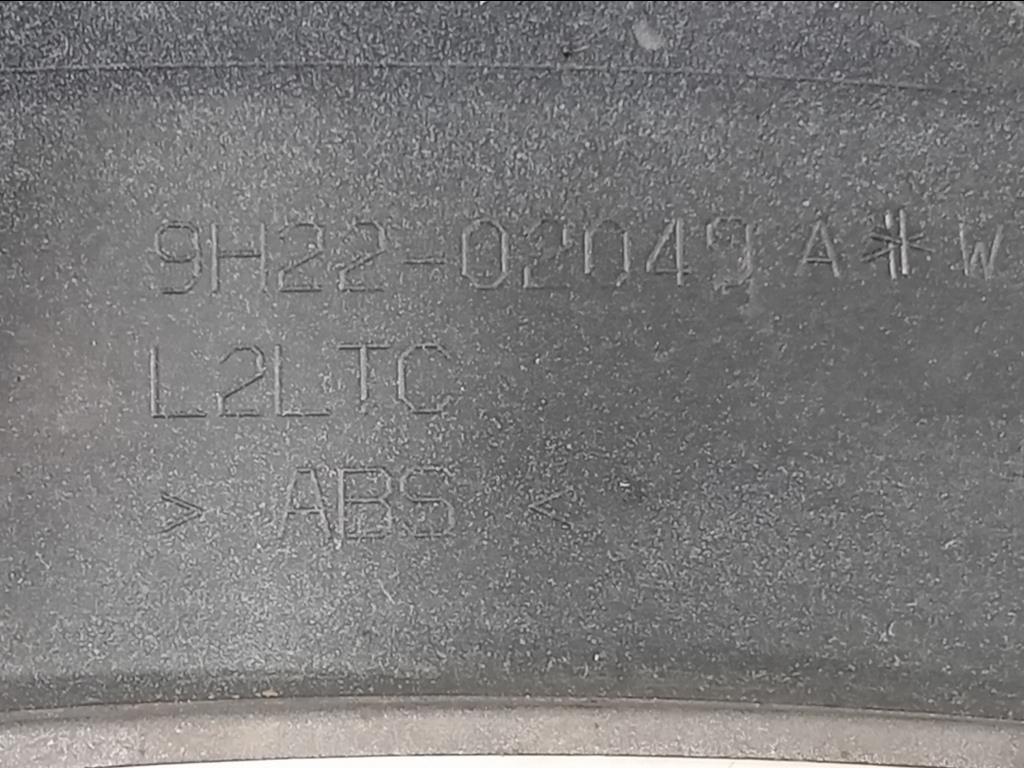 9H22-02049 A * W
L2LTC
> ABS <